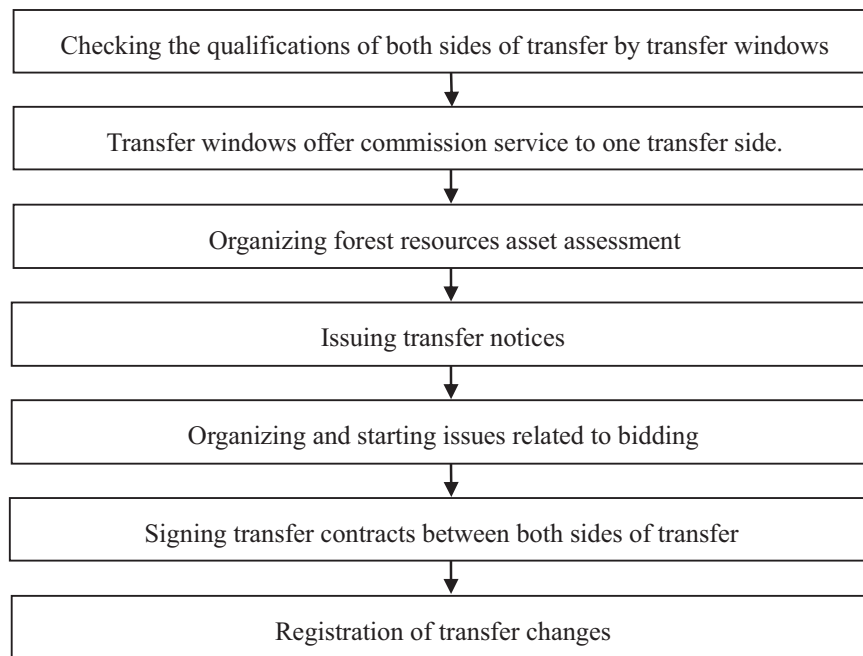 Checking the qualifications of both sides of transfer by transfer windows
Transfer windows offer commission service to one transfer side.
Organizing forest resources asset assessment
Issuing transfer notices
Organizing and starting issues related to bidding
Signing transfer contracts between both sides of transfer
Registration of transfer changes